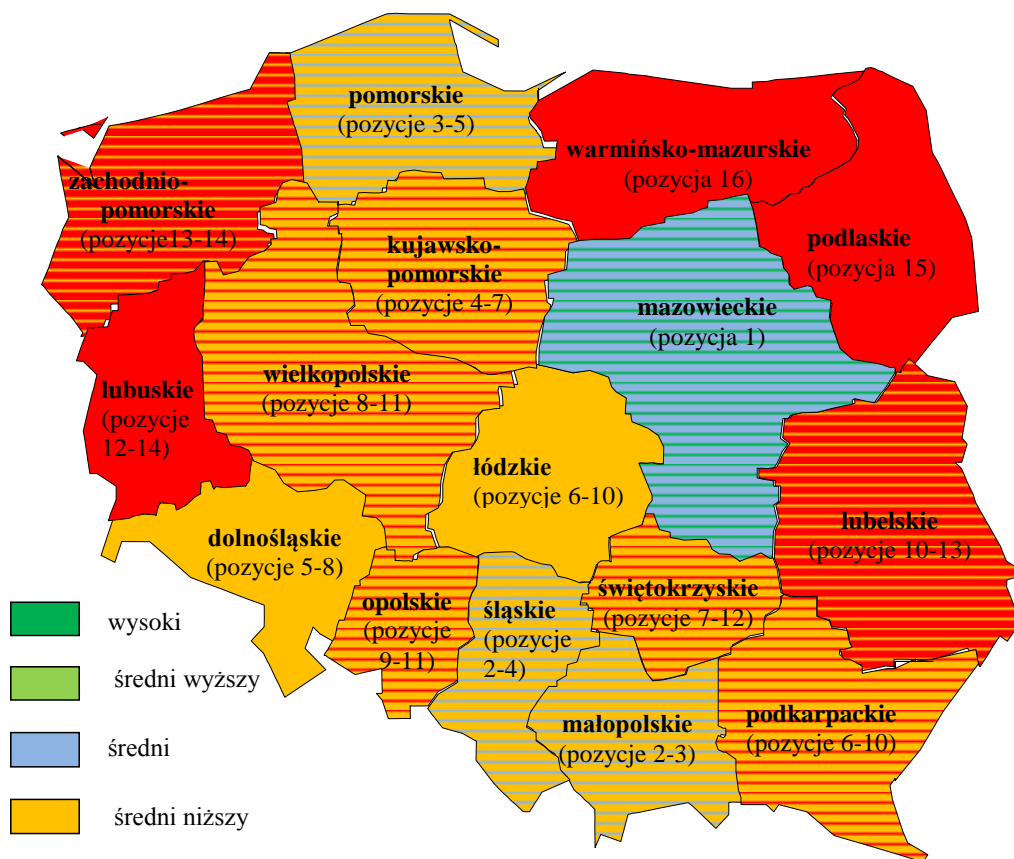 pomorskie
(pozycje 3-5)
warmińsko-mazurskie
(pozycja 16)
zachodnio-
pomorskie
(pozycje13-14)
kujawsko-
pomorskie
(pozycje 4-7)
podlaskie
(pozycja 15)
mazowieckie
(pozycja 1)
lubuskie
(pozycje
12-14)
wielkopolskie
(pozycje 8-11)
łódzkie
(pozycje 6-10)
lubelskie
(pozycje 10-13)
dolnośląskie
(pozycje 5-8)
opolskie
(pozycje
9-11)
śląskie
(pozycje
2-4)
świętokrzyskie
(pozycje 7-12)
małopolskie
(pozycje 2-3)
podkarpackie
(pozycje 6-10)
wysoki
średni wyższy
średni
średni niższy